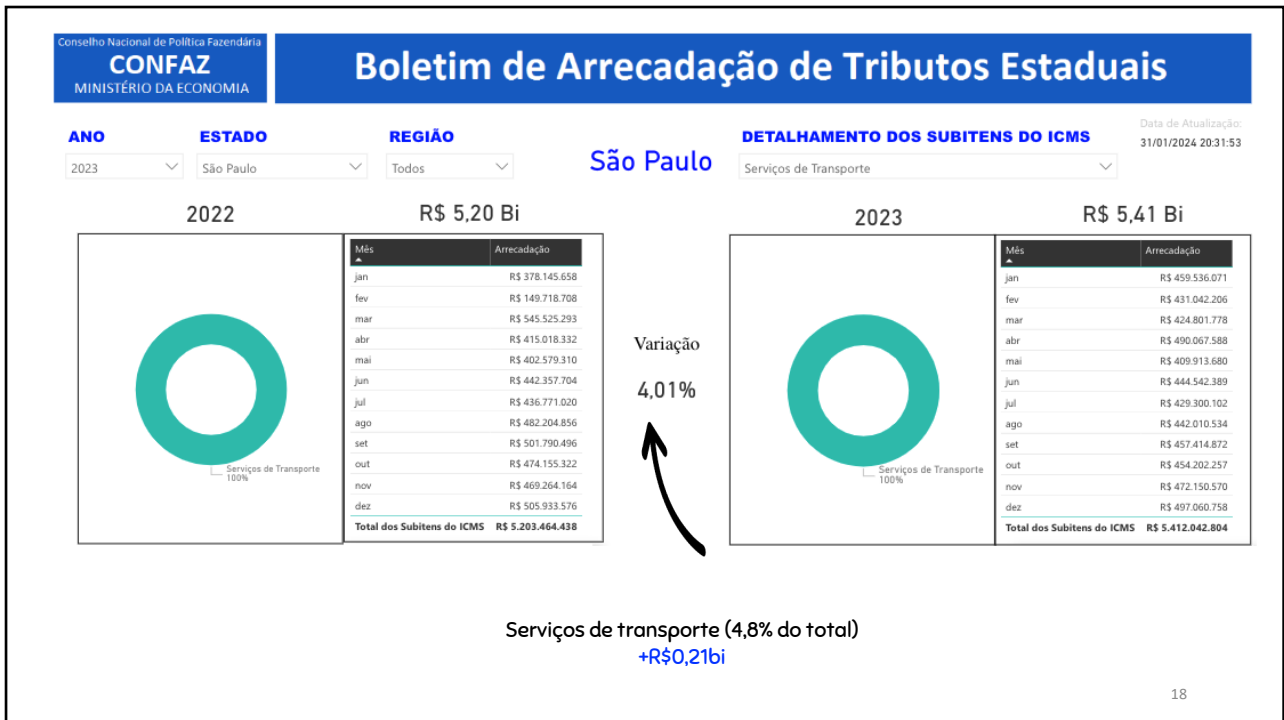 Conselho Nacional de Política Fazendária
CONFAZ
MINISTÉRIO DA ECONOMIA
Boletim de Arrecadação de Tributos Estaduais
ANO
ESTADO
REGIÃO
DETALHAMENTO DOS SUBITENS DO ICMS
Data de Atualização:
31/01/2024 20:31:53
2023
São Paulo
Todos
São Paulo
Serviços de Transporte
2022
R$ 5,20 Bi
Mês Arrecadação
jan R$ 378.145.658
fev R$ 149.718.708
mar R$ 545.525.293
abr R$ 415.018.332
mai R$ 402.579.310
jun R$ 442.357.704
jul R$ 436.771.020
ago R$ 482.204.856
set R$ 501.790.496
out R$ 474.155.322
nov R$ 469.264.164
dez R$ 505.933.576
Total dos Subitens do ICMS R$ 5.203.464.438
Serviços de Transporte
100%
Variação
4,01%
2023
R$ 5,41 Bi
Mês Arrecadação
jan R$ 459.536.071
fev R$ 431.042.206
mar R$ 424.801.778
abr R$ 490.067.588
mai R$ 409.913.680
jun R$ 444.542.389
jul R$ 429.300.102
ago R$ 442.010.534
set R$ 457.414.872
out R$ 454.202.257
nov R$ 472.150.570
dez R$ 497.060.758
Total dos Subitens do ICMS R$ 5.412.042.804
Serviços de Transporte
100%
Serviços de transporte (4,8% do total)
+R$0,21bi
18